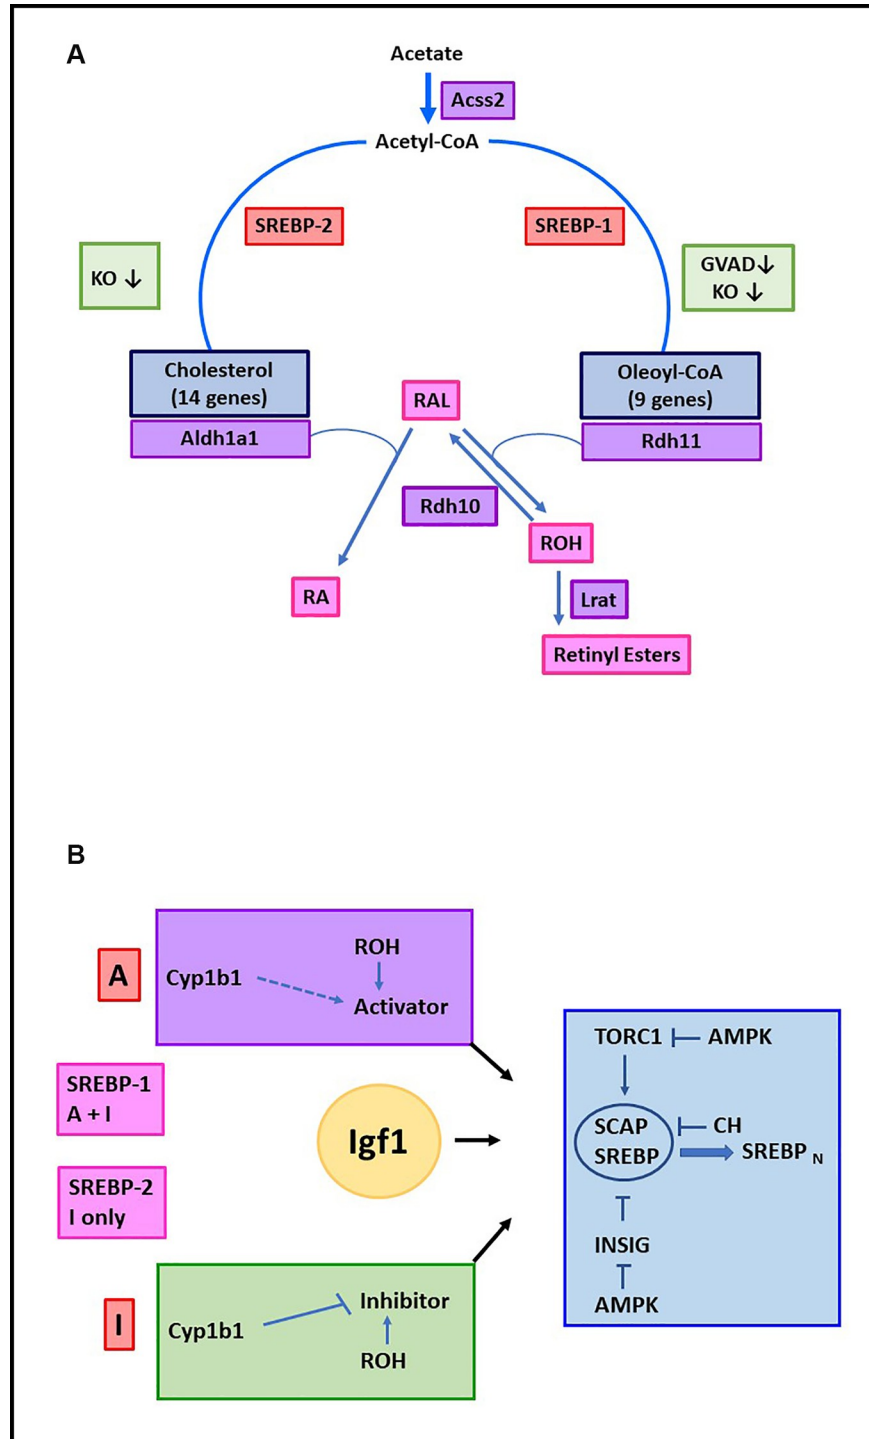 A
Acetate
Acss2
Acetyl-CoA
SREBP-2
SREBP-1
KO ↓
GVAD↓
KO ↓
Cholesterol
(14 genes)
Aldh1a1
RAL
Oleoyl-CoA
(9 genes)
Rdh11
Rdh10
ROH
RA
Lrat
Retinyl Esters
B
A
Cyp1b1
ROH
Activator
SREBP-1
A + I
SREBP-2
I only
Igf1
I
Cyp1b1
Inhibitor
ROH
TORC1
AMPK
SCAP
SREBP
CH
SREBP N
INSIG
AMPK